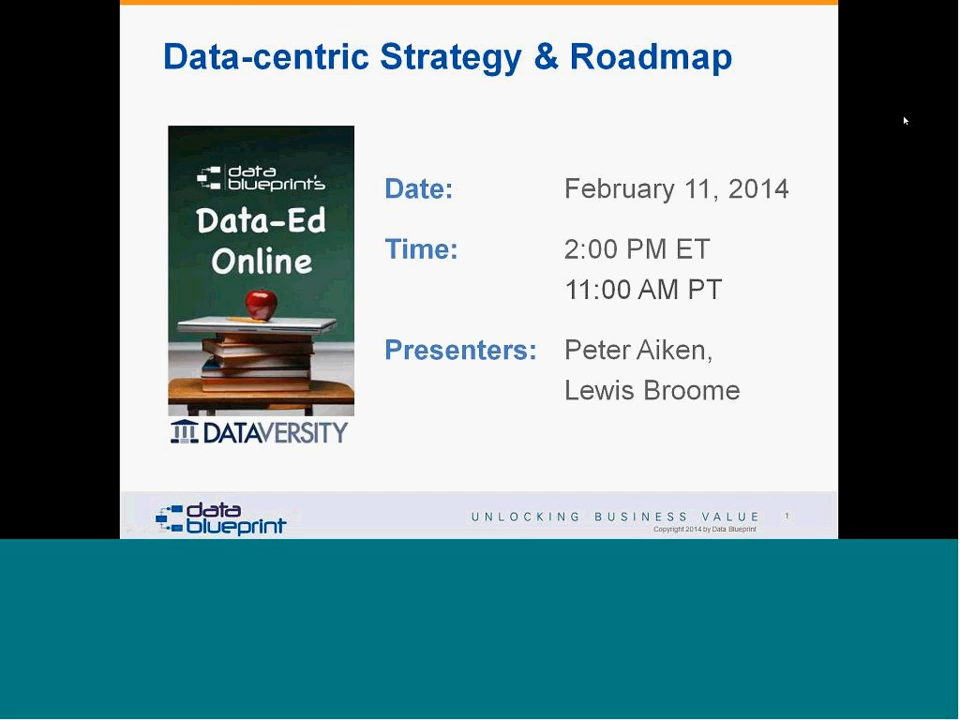 Data-centric Strategy & Roadmap
data
blueprint's
Data-Ed
Online
DATAVERSITY
Date: February 11, 2014
Time: 2:00 PM ET
11:00 AM PT
Presenters: Peter Aiken,
Lewis Broome
data
blueprint
UNLOCKING BUSINESS VALUE 1
Copyright 2014 by Data Blueprint